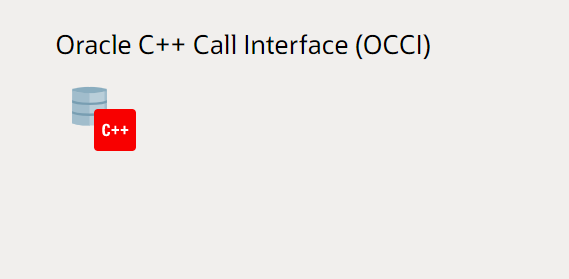 Oracle C++ Call Interface (OCCI)
C++